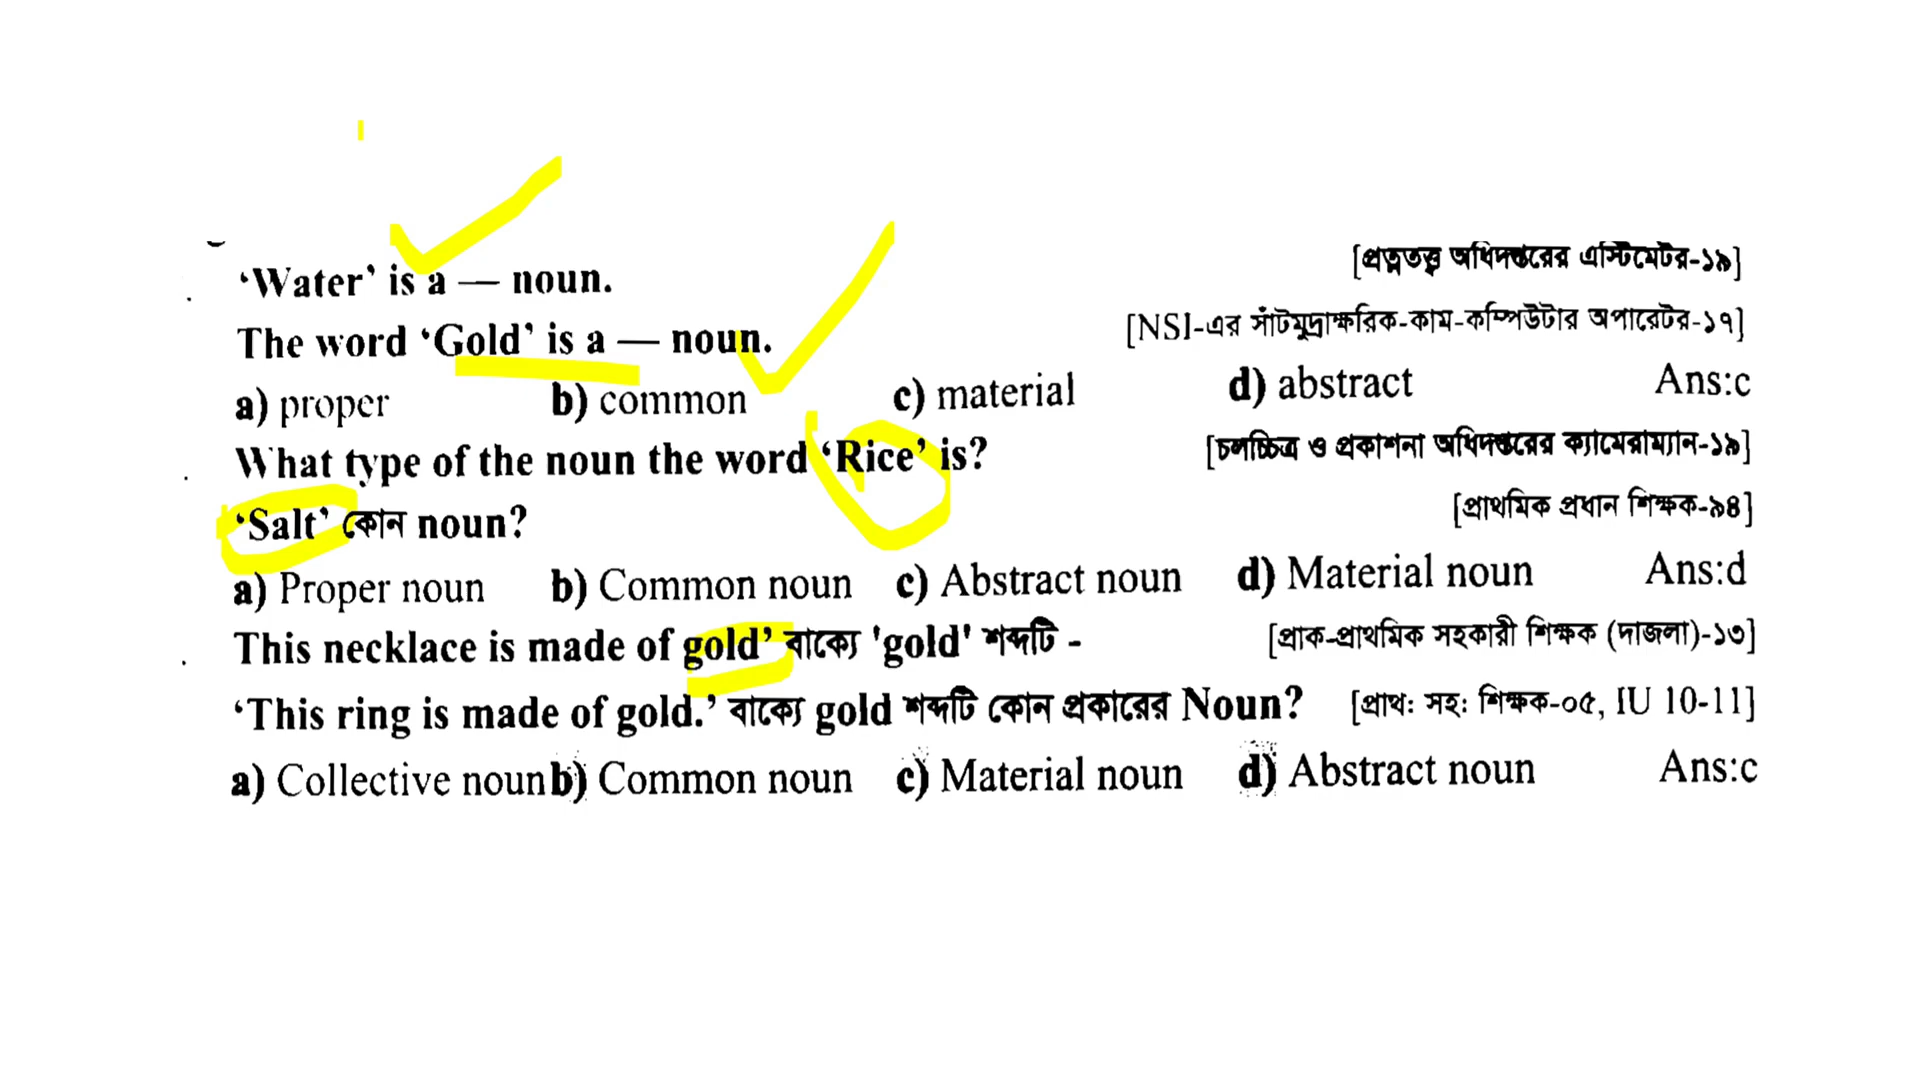 ‘Water’ is a — noun. [প্রত্নতত্ত্ব অধিদপ্তরের এস্টিমেটর-১৯]
The word ‘Gold’ is a — noun. [NSI-এর সাঁটমুদ্রাক্ষরিক-কাম-কম্পিউটার অপারেটর-১৭]
a) proper b) common c) material d) abstract Ans:c
What type of the noun the word ‘Rice’ is? [চলচ্চিত্র ও প্রকাশনা অধিদপ্তরের ক্যামেরাম্যান-১৯]
‘Salt’ কোন noun? [প্রাথমিক প্রধান শিক্ষক-৯৪]
a) Proper noun b) Common noun c) Abstract noun d) Material noun Ans:d
This necklace is made of gold’ বাক্যে 'gold' শব্দটি - [প্রাক-প্রাথমিক সহকারী শিক্ষক (দাজলা)-১৩]
‘This ring is made of gold.’ বাক্যে gold শব্দটি কোন প্রকারের Noun? [প্রাথঃ সহঃ শিক্ষক-০৫, IU 10-11]
a) Collective noun b) Common noun c) Material noun d) Abstract noun Ans:c